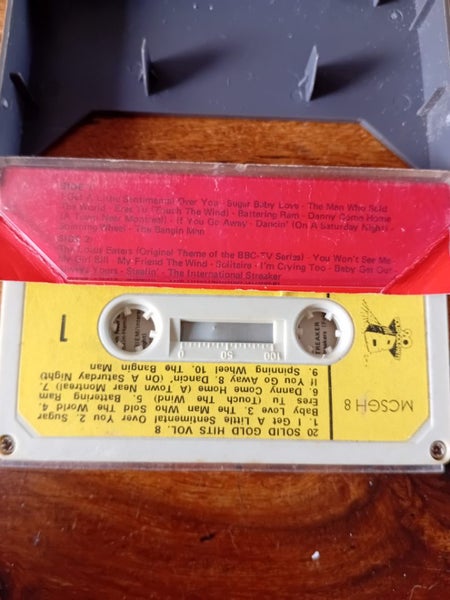 SIDE 1
I Get A Little Sentimental Over You - Sugar Baby Love - The Man Who Sold
The World - Eres Tu (Touch The Wind) - Battering Ram - Danny Come Home
(A Town Near Montreal) - If You Go Away - Dancin' (On A Saturday Night) -
Spinning Wheel - The Bangin Man
SIDE 2:
The Goldi Eaters (Original Theme of the BBC-TV Series) - You Won't See Me
My Girl Bill - My Friend The Wind - Solitaire - I'm Crying Too - Baby Get Our
Yours - Stealin' - The International Streaker
1
0 50 100
MCSGH 8
20 SOLID GOLD HITS VOL. 8
1. I Get A Little Sentimental Over You 2. Sugar
Baby Love 3. The Man Who Sold The World 4.
Eres Tu (Touch The Wind) 5. Battering Ram
6. Danny Come Home (A Town Near Montreal) 7.
If You Go Away 8. Dancin' (On A Saturday Night)
9. Spinning Wheel 10. The Bangin Man